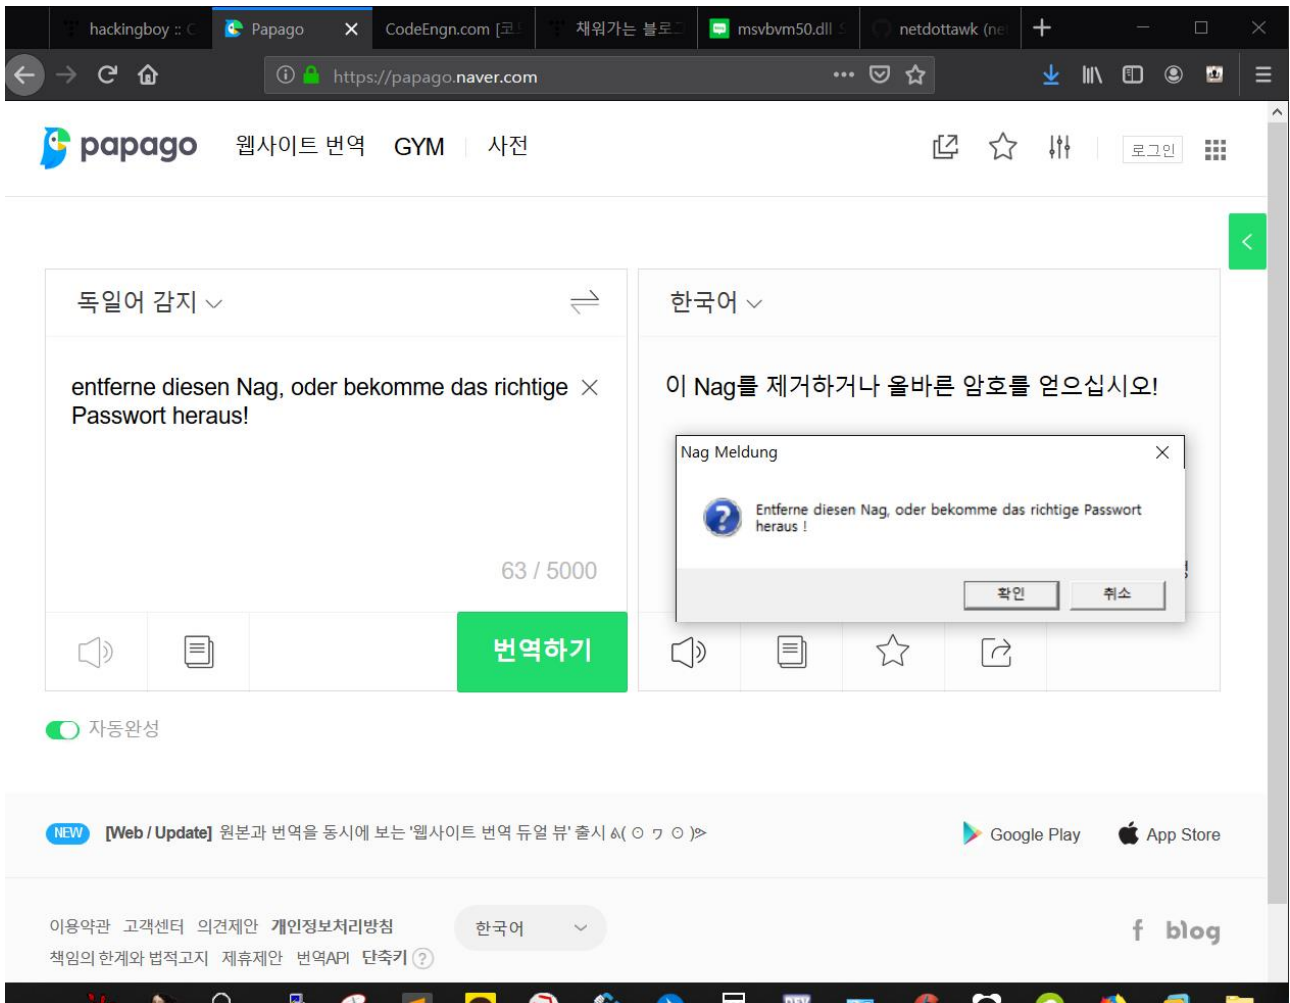 hackingboy :: C
Papago
CodeEngn.com [코드
채워가는 블로그
msvbvm50.dll S
netdottawk (net
https://papago.naver.com
papago 웹사이트 번역 GYM 사전
로그인
독일어 감지
한국어
entferne diesen Nag, oder bekomme das richtige
Passwort heraus!
이 Nag를 제거하거나 올바른 암호를 얻으십시오!
Nag Meldung
Entferne diesen Nag, oder bekomme das richtige Passwort
heraus !
확인 취소
63 / 5000
번역하기
자동완성
NEW [Web / Update] 원본과 번역을 동시에 보는 '웹사이트 번역 듀얼 뷰' 출시 ฅ( ʘ ヮ ʘ )ᕗ
Google Play App Store
이용약관 고객센터 의견제안 개인정보처리방침
책임의 한계와 법적고지 제휴제안 번역API 단축키 ?
한국어
f blog
DEV